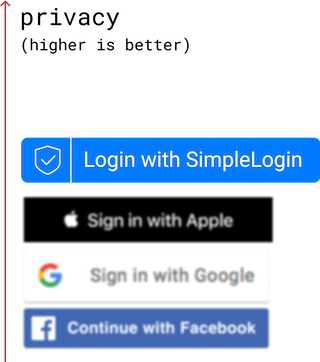 privacy
(higher is better)
Login with SimpleLogin
Sign in with Apple
Sign in with Google
Continue with Facebook